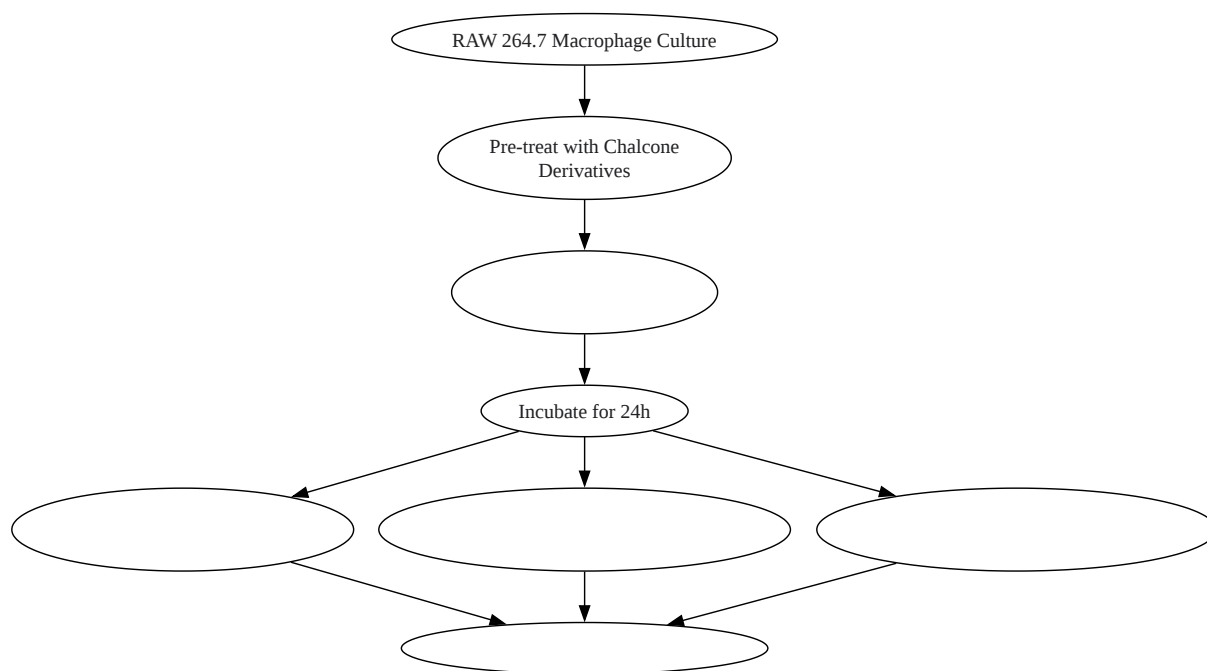 RAW 264.7 Macrophage Culture
Pre-treat with Chalcone
Derivatives
Incubate for 24h